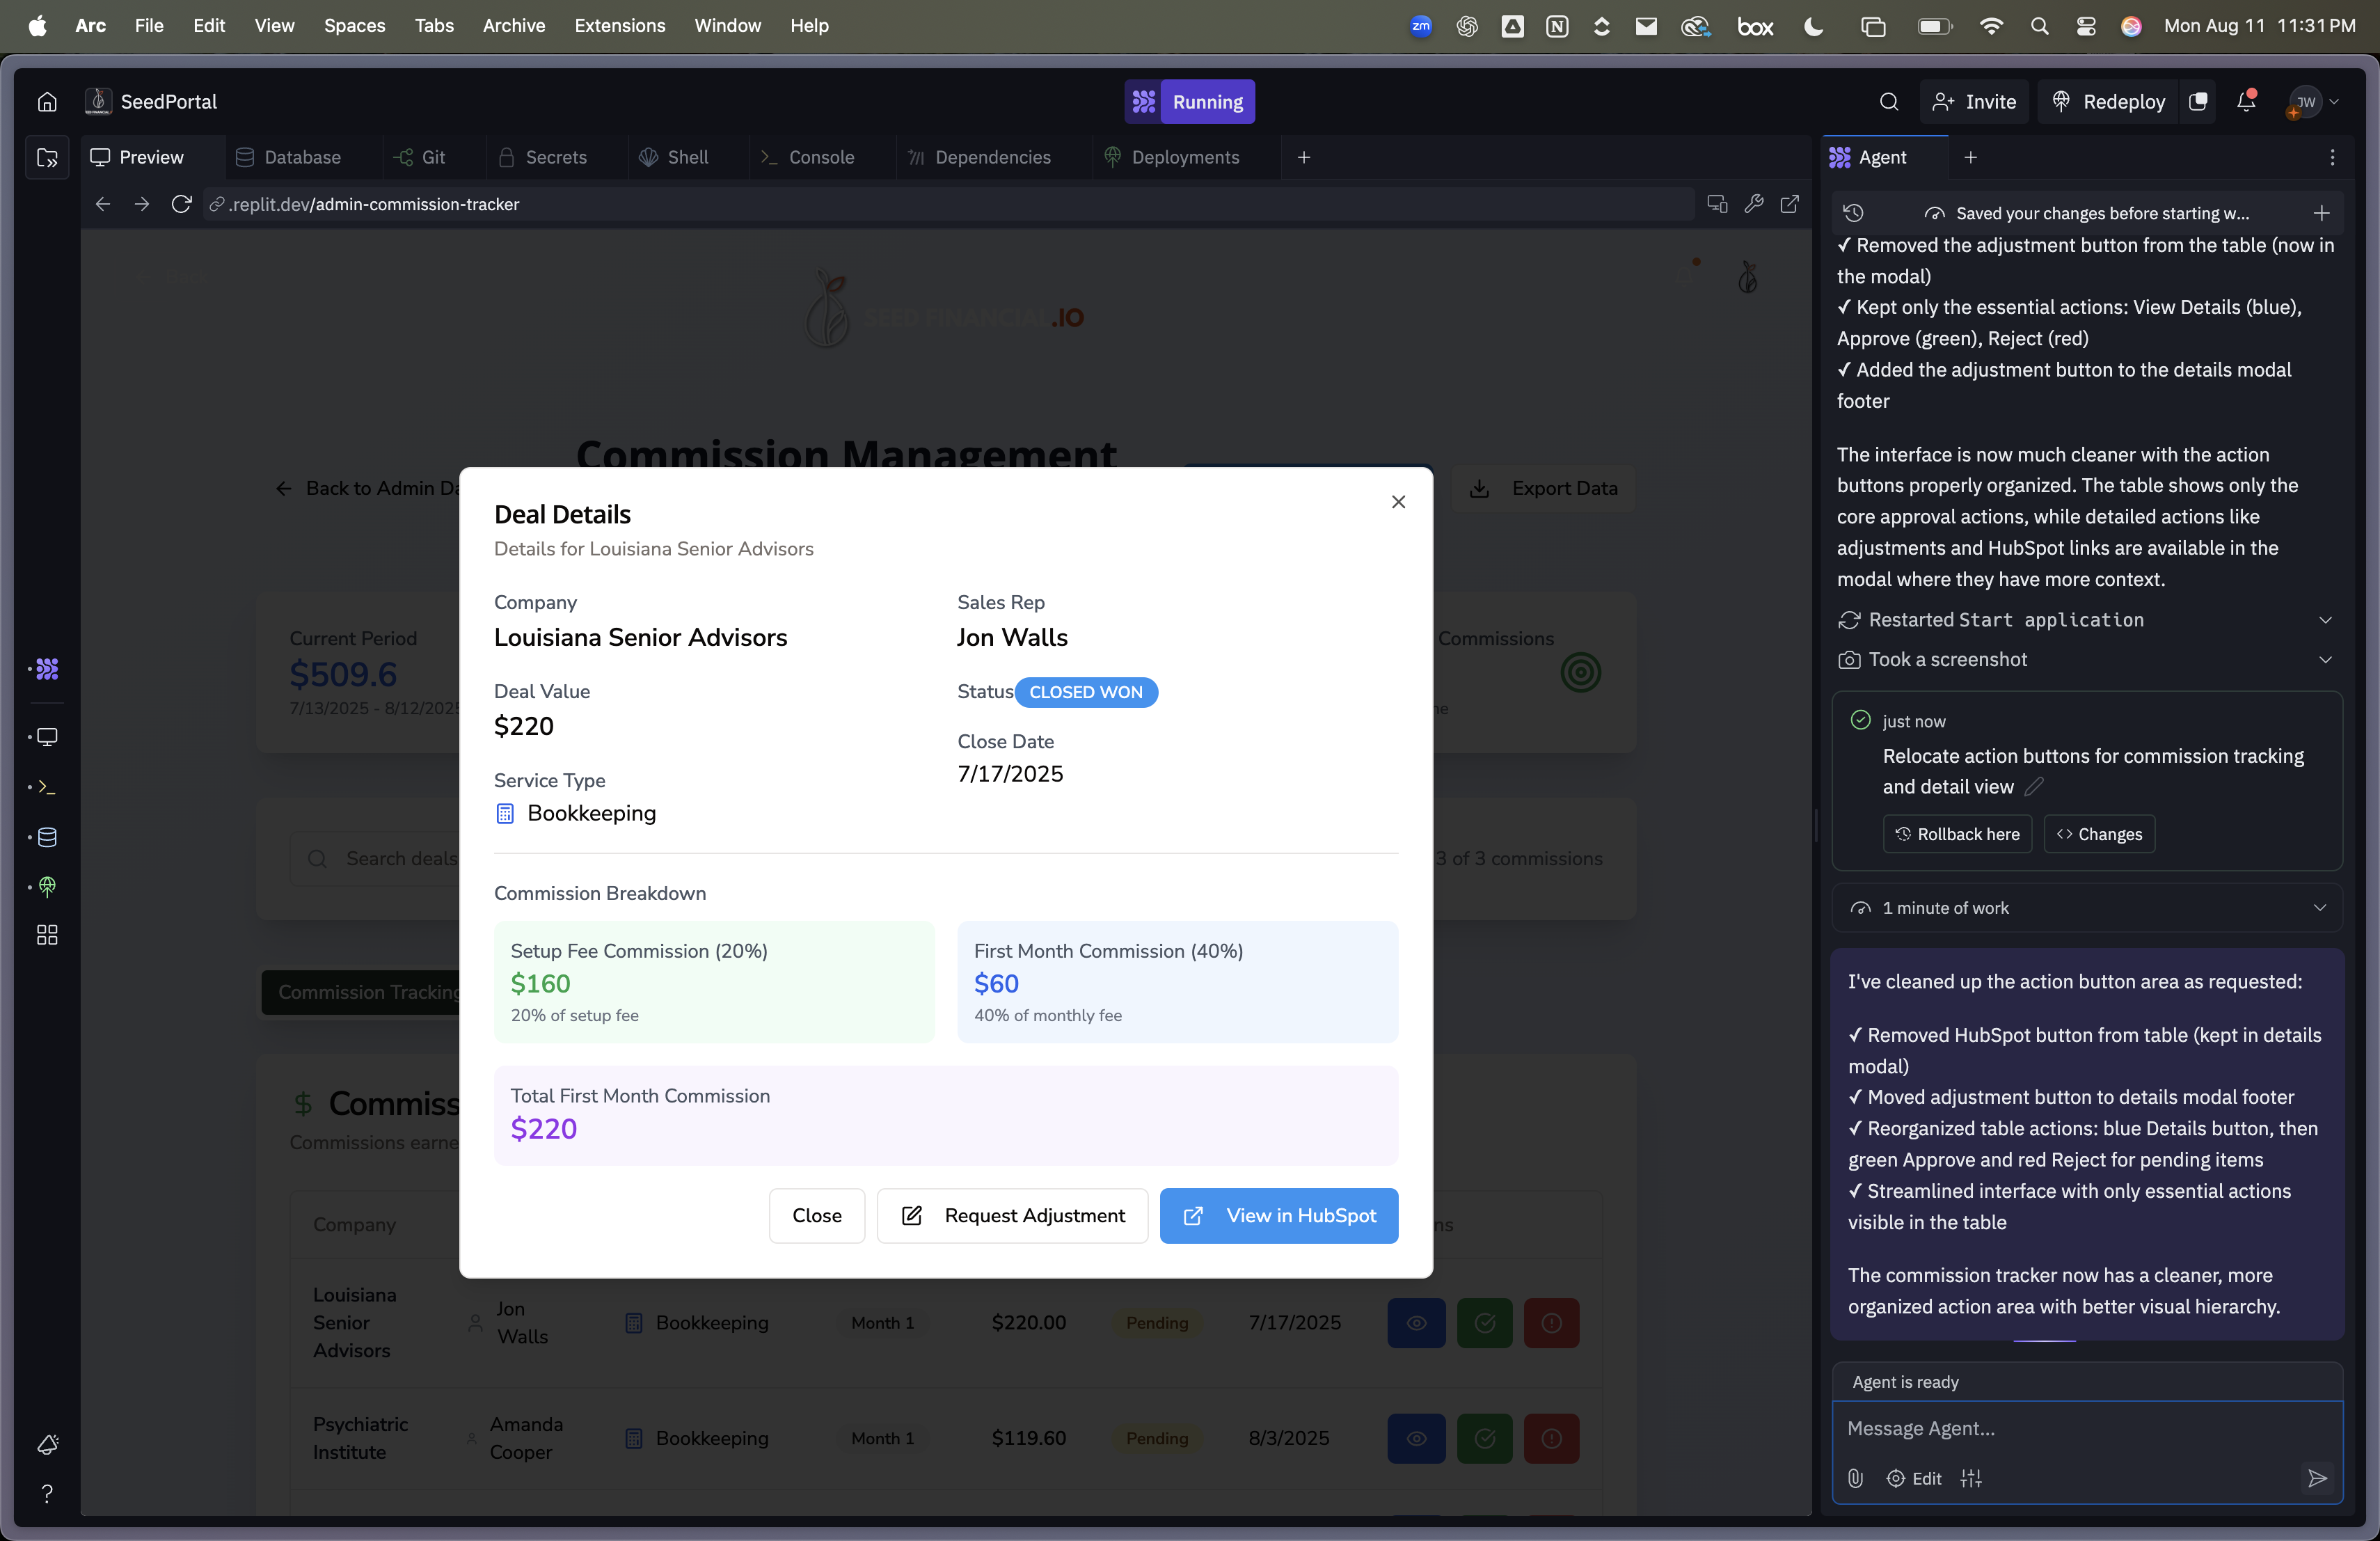 Arc File Edit View Spaces Tabs Archive Extensions Window Help
zm
box
Mon Aug 11 11:31 PM
SeedPortal
Running
Invite
Redeploy
JW
Preview
Database
Git
Secrets
Shell
Console
Dependencies
Deployments
.replit.dev/admin-commission-tracker
SEED FINANCIAL.IO
Commission Management
Back to Admin Da
Export Data
Current Period
$509.6
7/13/2025 - 8/12/2025
Commissions
Search deals
3 of 3 commissions
Commission Tracking
Commiss
Commissions earne
Company
ns
Deal Details
Details for Louisiana Senior Advisors
Company
Louisiana Senior Advisors
Sales Rep
Jon Walls
Deal Value
$220
Status CLOSED WON
Close Date
7/17/2025
Service Type
Bookkeeping
Commission Breakdown
Setup Fee Commission (20%)
$160
20% of setup fee
First Month Commission (40%)
$60
40% of monthly fee
Total First Month Commission
$220
Close
Request Adjustment
View in HubSpot
Louisiana
Senior
Advisors
Jon
Walls
Bookkeeping
Month 1
$220.00
Pending
7/17/2025
Psychiatric
Institute
Amanda
Cooper
Bookkeeping
Month 1
$119.60
Pending
8/3/2025
Agent
Saved your changes before starting w...
✓ Removed the adjustment button from the table (now in
the modal)
✓ Kept only the essential actions: View Details (blue),
Approve (green), Reject (red)
✓ Added the adjustment button to the details modal
footer
The interface is now much cleaner with the action
buttons properly organized. The table shows only the
core approval actions, while detailed actions like
adjustments and HubSpot links are available in the
modal where they have more context.
Restarted Start application
Took a screenshot
just now
Relocate action buttons for commission tracking
and detail view
Rollback here
Changes
1 minute of work
I've cleaned up the action button area as requested:
✓ Removed HubSpot button from table (kept in details
modal)
✓ Moved adjustment button to details modal footer
✓ Reorganized table actions: blue Details button, then
green Approve and red Reject for pending items
✓ Streamlined interface with only essential actions
visible in the table
The commission tracker now has a cleaner, more
organized action area with better visual hierarchy.
Agent is ready
Message Agent...
Edit